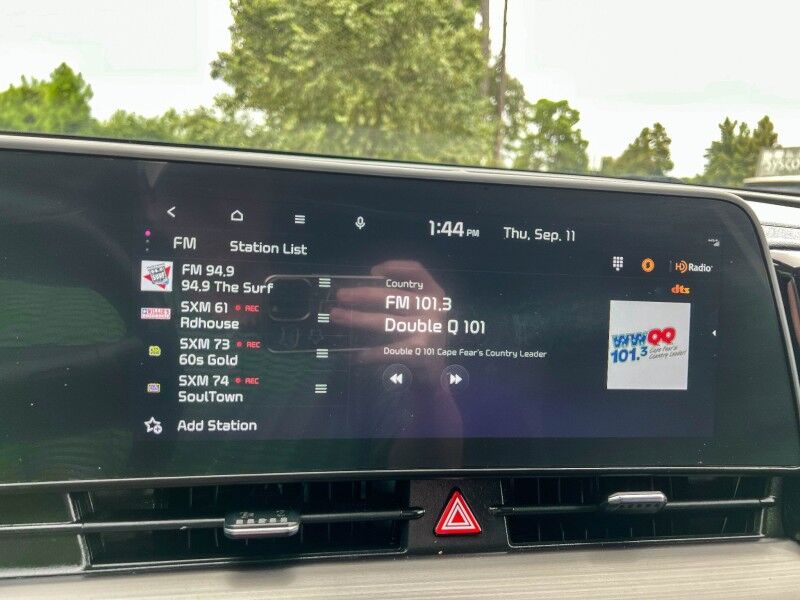 1:44 PM Thu, Sep. 11
FM Station List
HD Radio
dts
FM 94.9
94.9 The Surf
SXM 61 REC
Rdhouse
SXM 73 REC
60s Gold
SXM 74 REC
SoulTown
Add Station
Country
FM 101.3
Double Q 101
Double Q 101 Cape Fear's Country Leader
WWQQ
101.3 Cape Fear's
Country Leader!